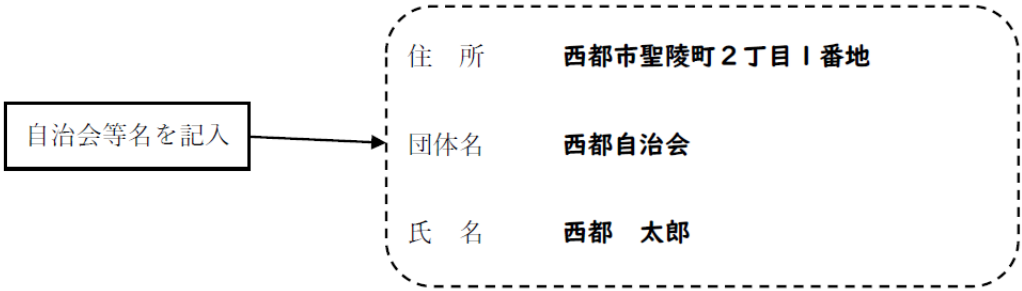 住　所　西都市聖陵町２丁目１番地
自治会等名を記入
団体名　西都自治会
氏　名　西都　太郎